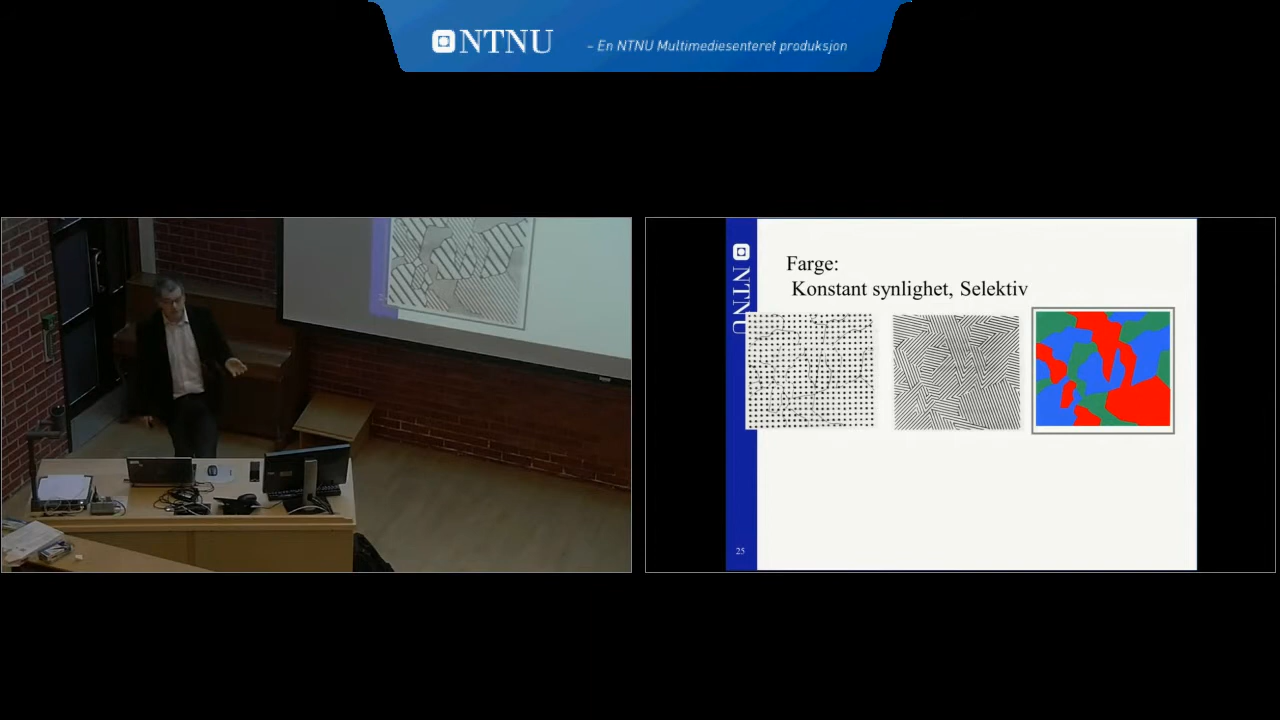 NTNU
– En NTNU Multimediesenteret produksjon
NTNU
Farge:
Konstant synlighet, Selektiv
25